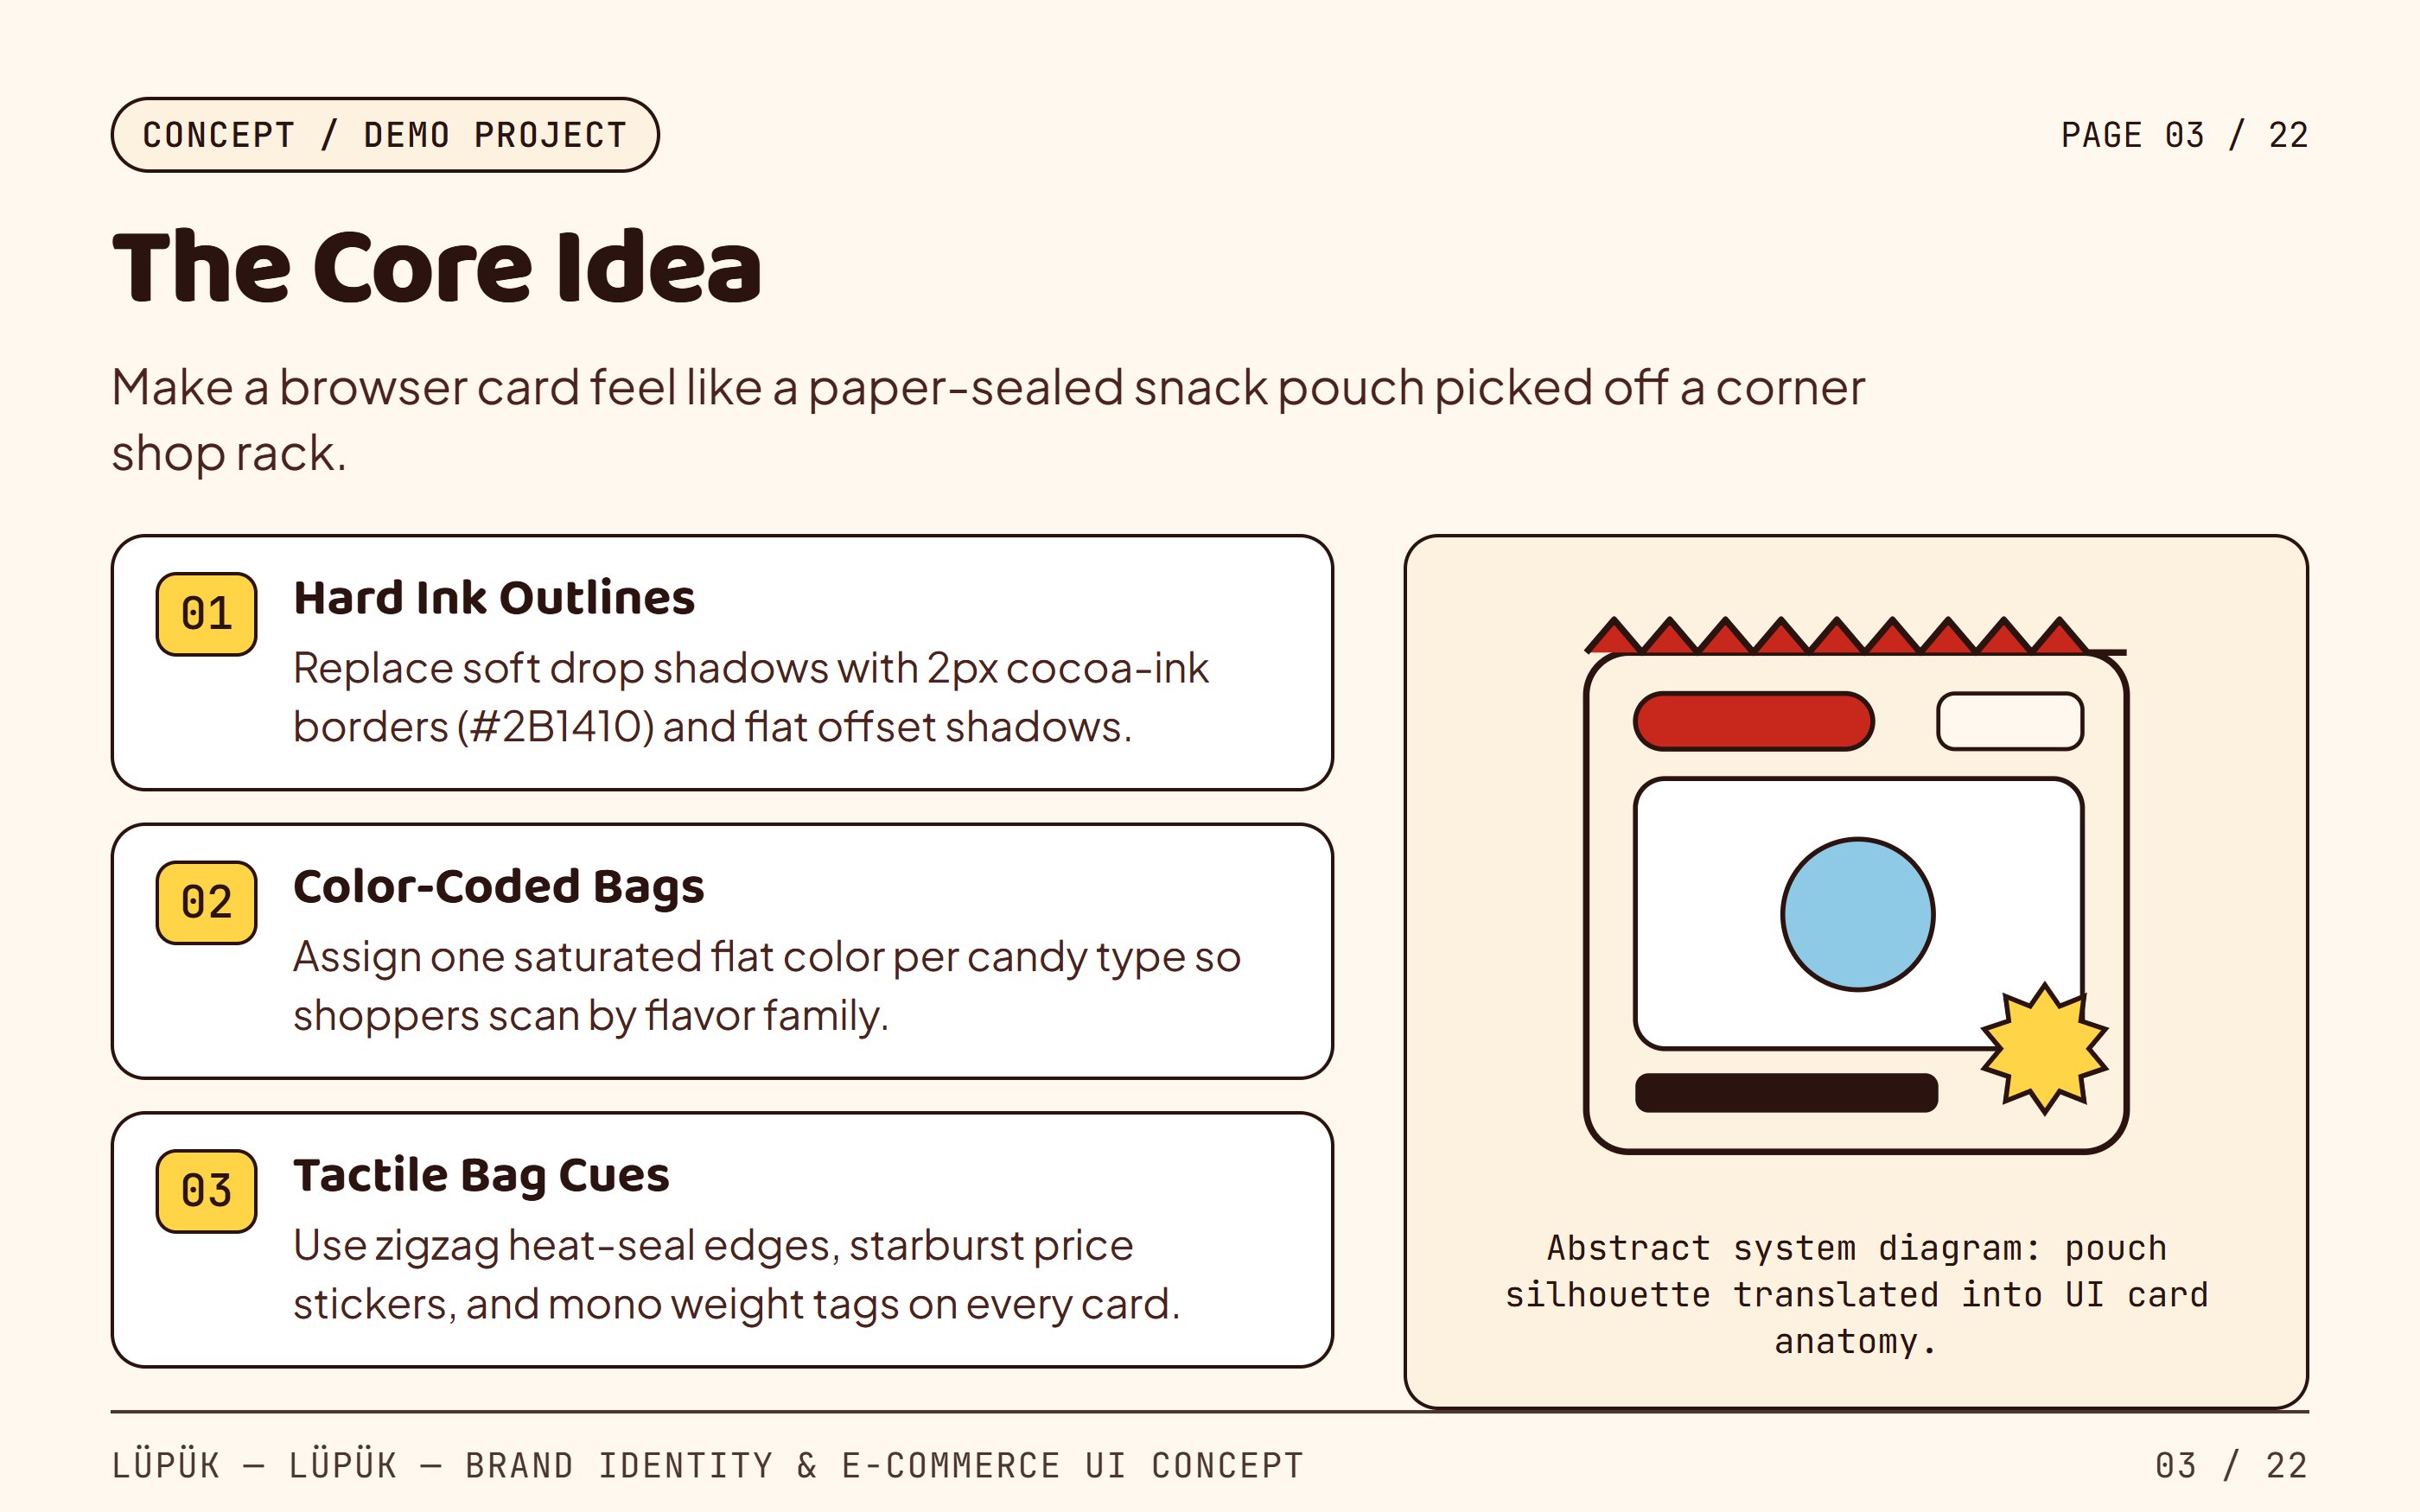 CONCEPT / DEMO PROJECT
PAGE 03 / 22
The Core Idea
Make a browser card feel like a paper-sealed snack pouch picked off a corner
shop rack.
01
Hard Ink Outlines
Replace soft drop shadows with 2px cocoa-ink
borders (#2B1410) and flat offset shadows.
02
Color-Coded Bags
Assign one saturated flat color per candy type so
shoppers scan by flavor family.
03
Tactile Bag Cues
Use zigzag heat-seal edges, starburst price
stickers, and mono weight tags on every card.
Abstract system diagram: pouch
silhouette translated into UI card
anatomy.
LÜPÜK — LÜPÜK — BRAND IDENTITY & E-COMMERCE UI CONCEPT
03 / 22